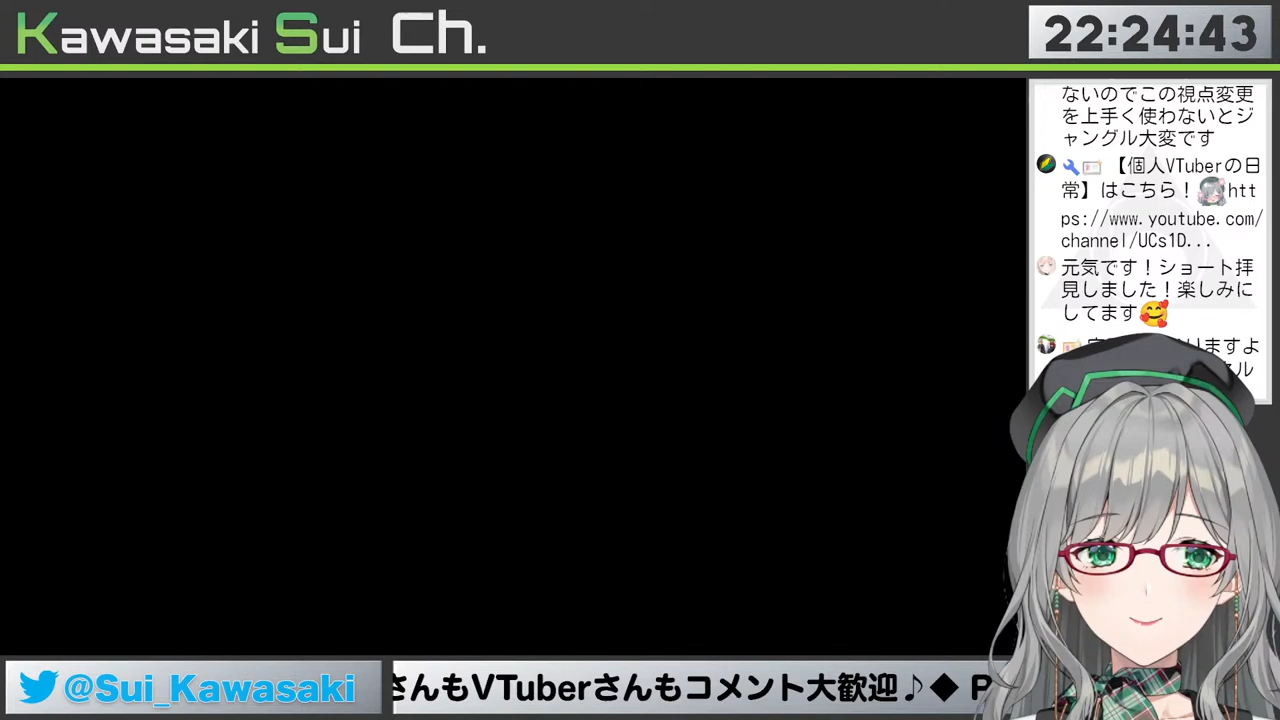 Kawasaki Sui Ch.
22:24:43
ないのでこの視点変更
を上手く使わないとジ
ャングル大変です
【個人VTuberの日
常】はこちら！htt
ps://www.youtube.com/
channel/UCs1D...
元気です！ショート拝
見しました！楽しみに
してます🥰
りますよ
ル
@Sui_Kawasaki
さんもVTuberさんもコメント大歓迎♪◆ P